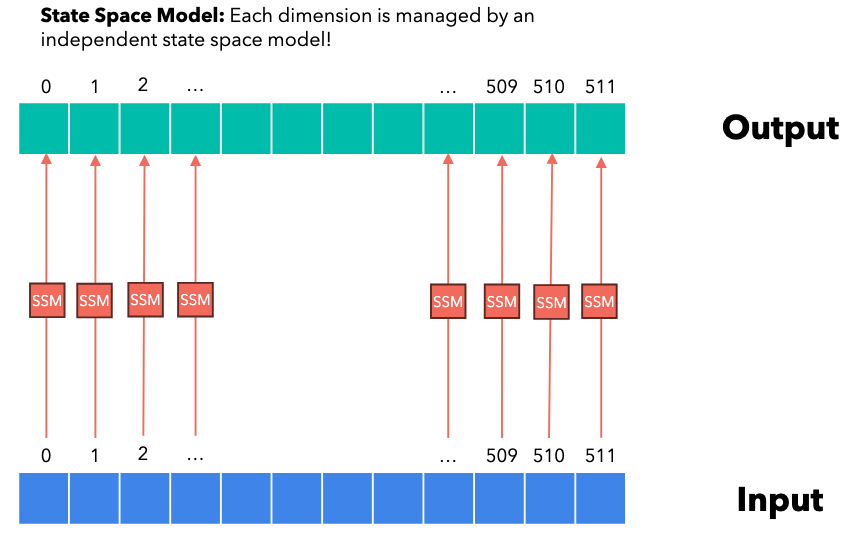 State Space Model: Each dimension is managed by an
independent state space model!
0 1 2 ... ... 509 510 511
Output
SSM SSM SSM SSM SSM SSM SSM SSM
0 1 2 ... ... 509 510 511
Input